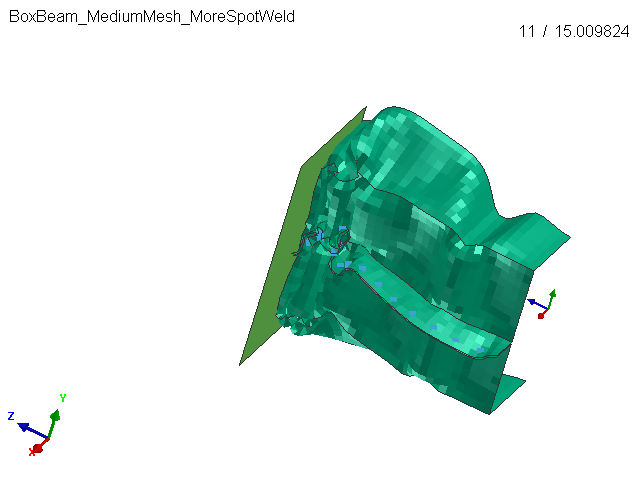 BoxBeam_MediumMesh_MoreSpotWeld
11 / 15.009824
Y
Z
X